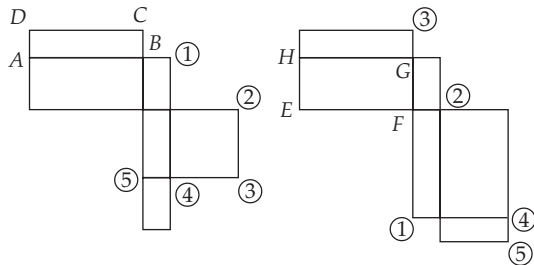 D C ③
A B ① H G
② E F ②
⑤ ④ ③ ① ④
⑤